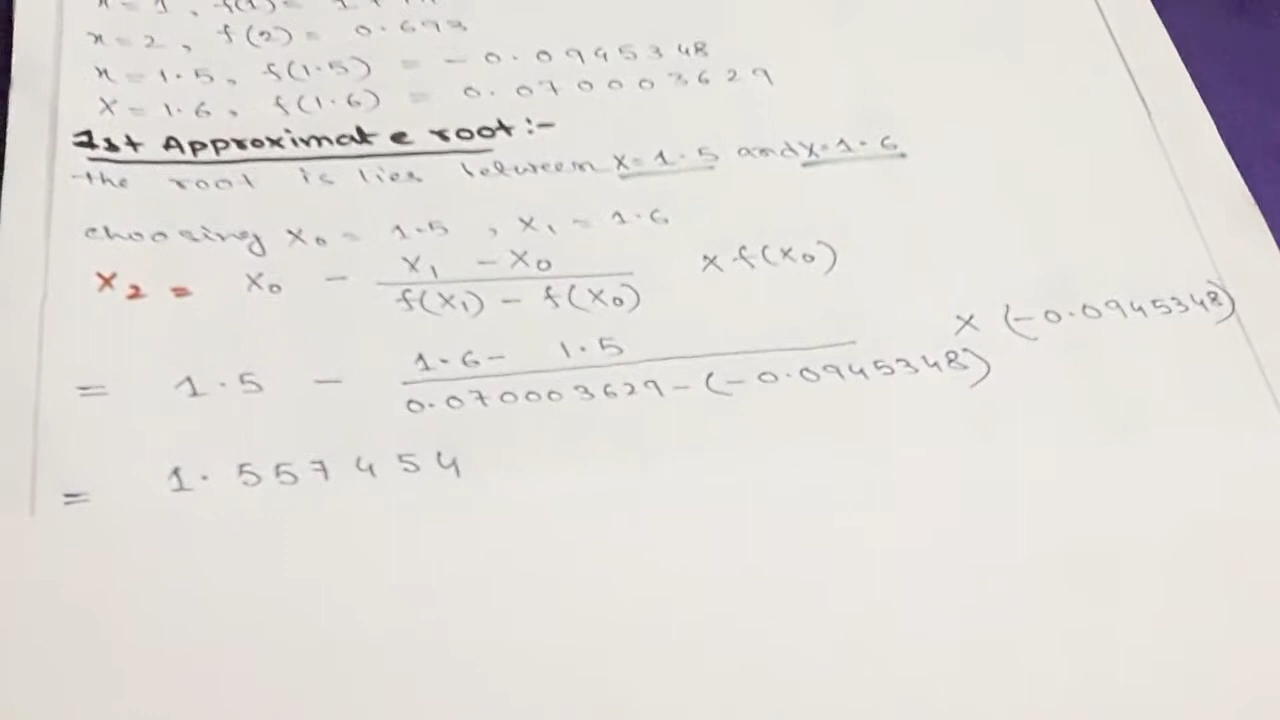 x = 2, f(2) = 0.693
x = 1.5, f(1.5) = -0.0945348
x = 1.6, f(1.6) = 0.070003629
1st Approximate root:-
the root is lies between x=1.5 and x=1.6
choosing x₀ = 1.5, x₁ = 1.6
x₂ = x₀ - (x₁ - x₀) / (f(x₁) - f(x₀)) × f(x₀)
= 1.5 - (1.6 - 1.5) / (0.070003629 - (-0.0945348)) × (-0.0945348)
= 1.557454